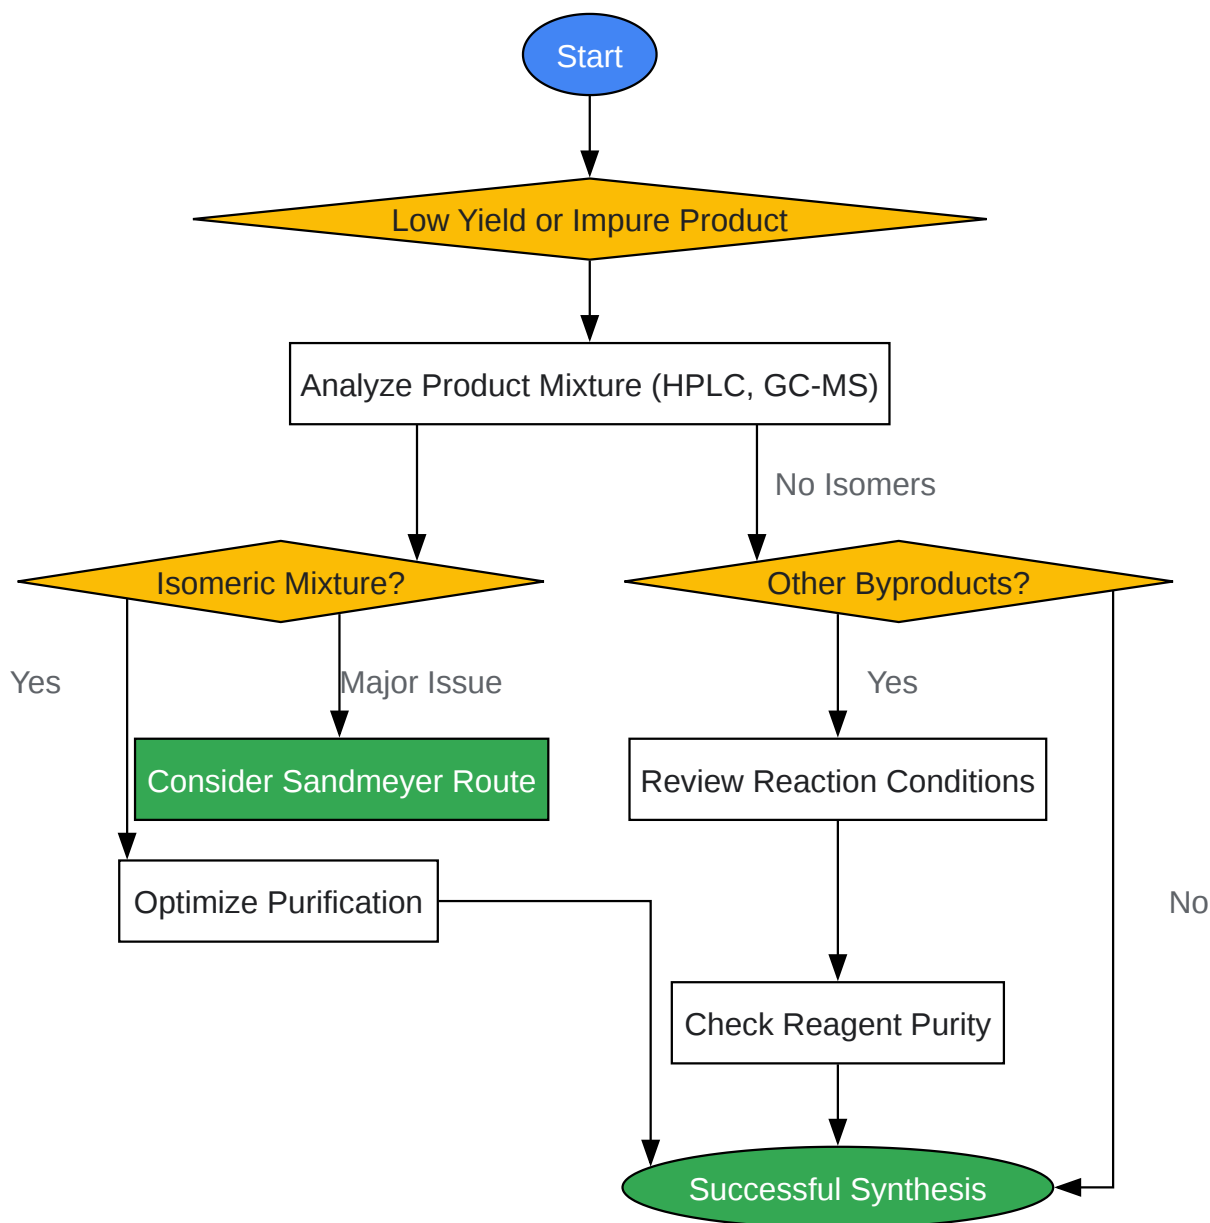 Start
Low Yield or Impure Product
Analyze Product Mixture (HPLC, GC-MS)
No Isomers
Isomeric Mixture?
Other Byproducts?
Yes
Major Issue
Yes
Consider Sandmeyer Route
Review Reaction Conditions
Optimize Purification
No
Check Reagent Purity
Successful Synthesis